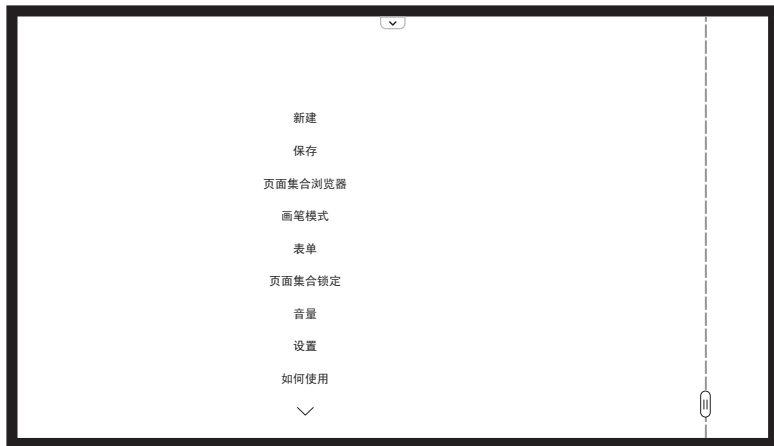 新建
保存
页面集合浏览器
画笔模式
表单
页面集合锁定
音量
设置
如何使用